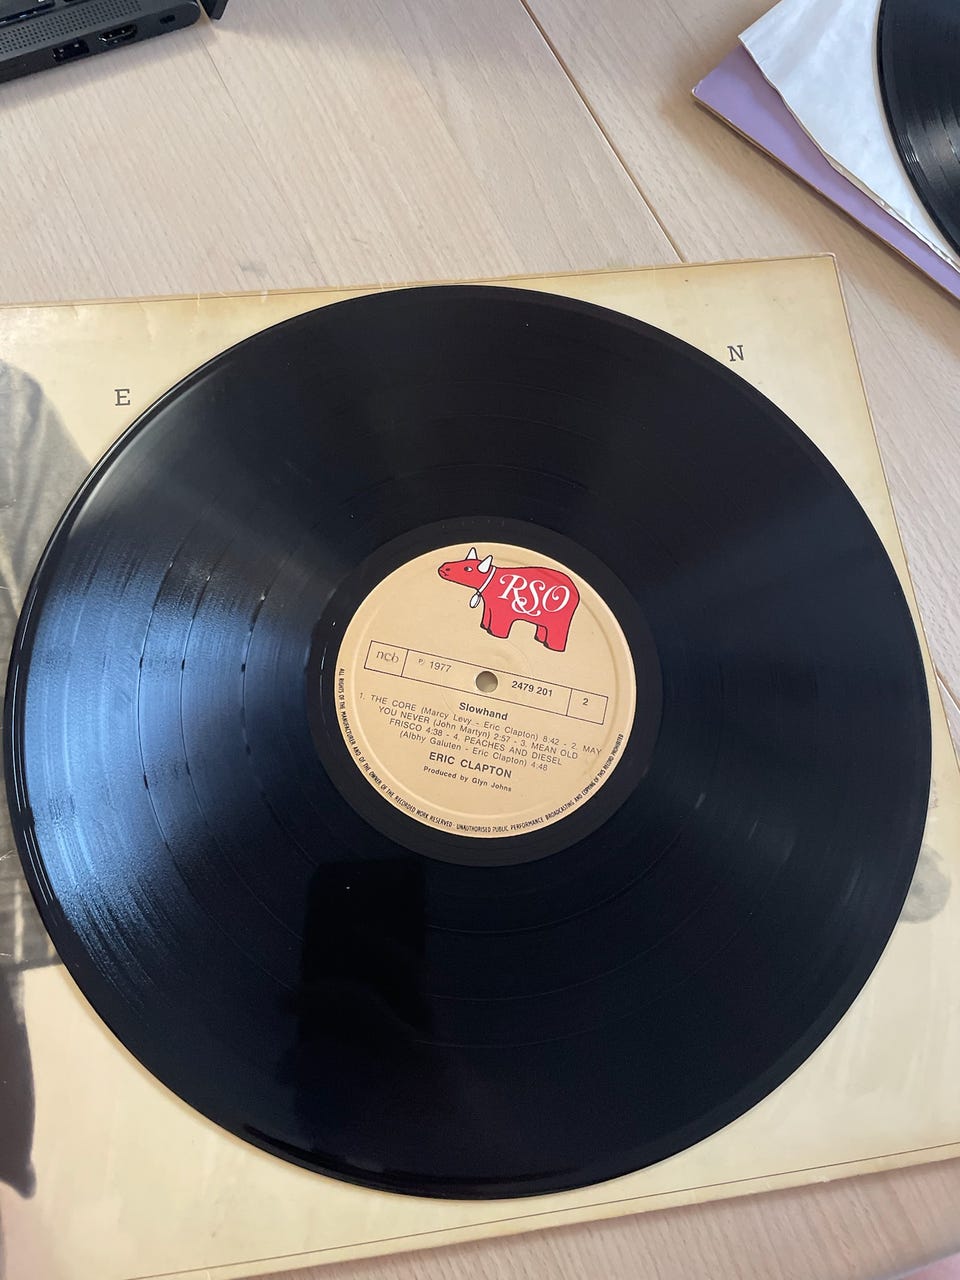 E
N
RSO
ncb
℗ 1977
2479 201
2
Slowhand
1. THE CORE (Marcy Levy - Eric Clapton) 8:42 - 2. MAY
YOU NEVER (John Martyn) 2:57 - 3. MEAN OLD
FRISCO 4:38 - 4. PEACHES AND DIESEL
(Albhy Galuten - Eric Clapton) 4:48
ERIC CLAPTON
Produced by Glyn Johns
ALL RIGHTS OF THE MANUFACTURER AND OF THE OWNER OF THE RECORDED WORK RESERVED · UNAUTHORISED PUBLIC PERFORMANCE BROADCASTING AND COPYING OF THIS RECORD PROHIBITED